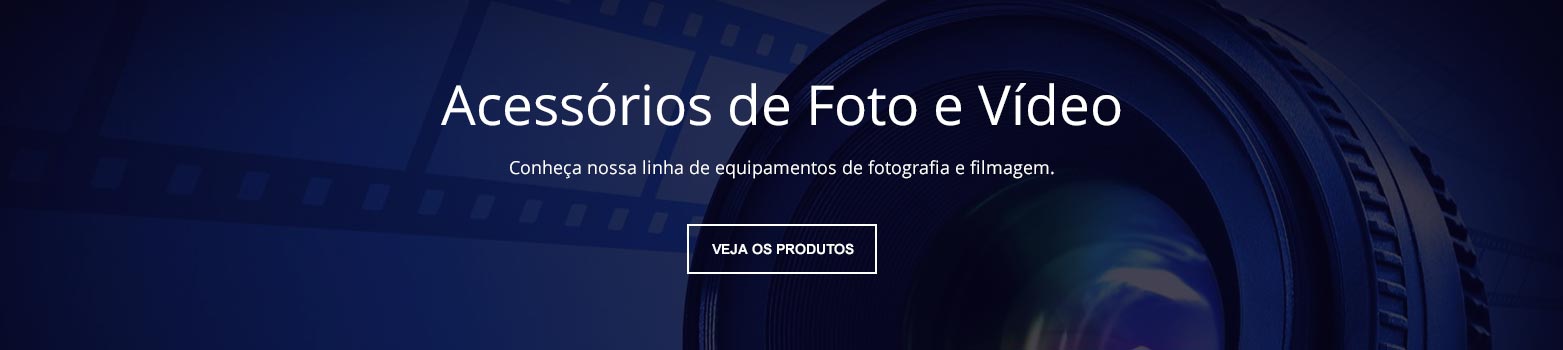 Acessórios de Foto e Vídeo
Conheça nossa linha de equipamentos de fotografia e filmagem.
VEJA OS PRODUTOS